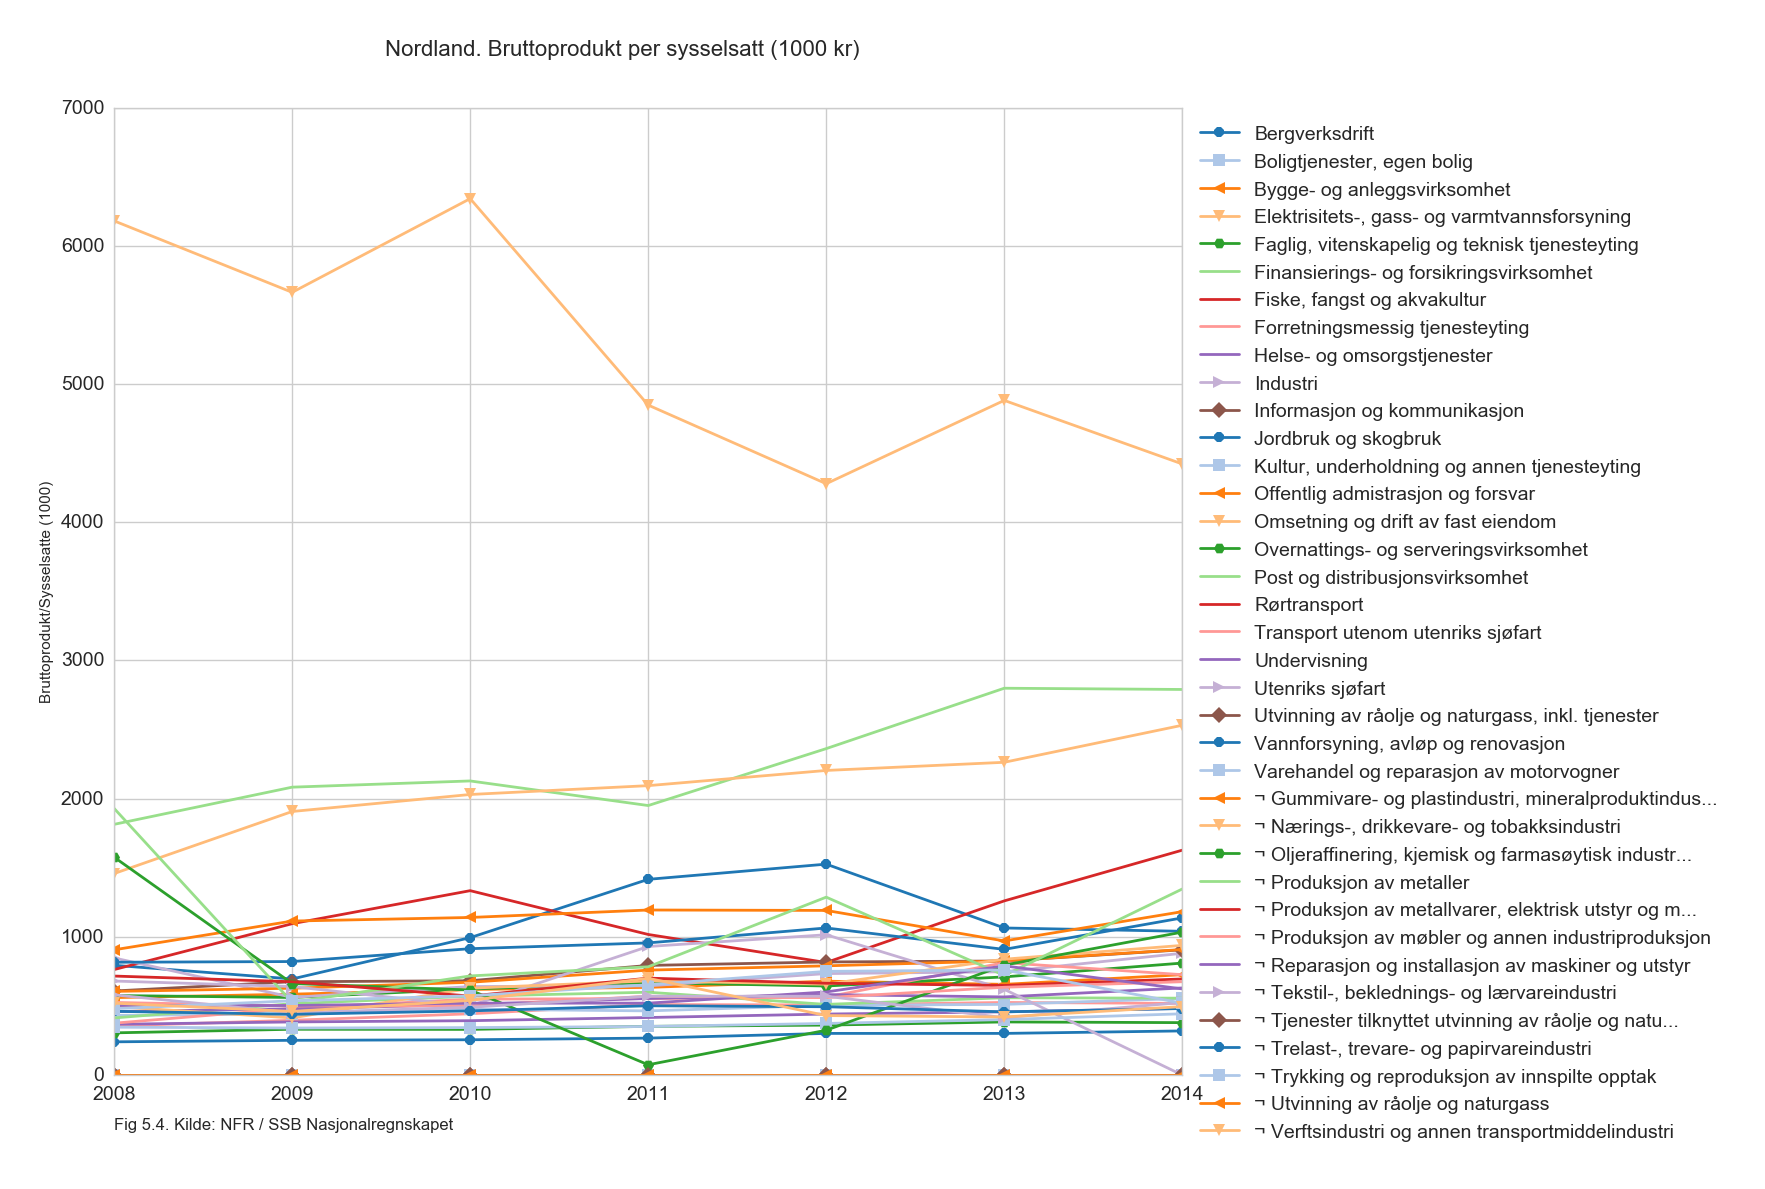 Nordland. Bruttoprodukt per sysselsatt (1000 kr)
7000
6000
5000
4000
3000
2000
1000
0
Bruttoprodukt/Sysselsatte (1000)
2008 2009 2010 2011 2012 2013 2014
Bergverksdrift
Boligtjenester, egen bolig
Bygge- og anleggsvirksomhet
Elektrisitets-, gass- og varmtvannsforsyning
Faglig, vitenskapelig og teknisk tjenesteyting
Finansierings- og forsikringsvirksomhet
Fiske, fangst og akvakultur
Forretningsmessig tjenesteyting
Helse- og omsorgstjenester
Industri
Informasjon og kommunikasjon
Jordbruk og skogbruk
Kultur, underholdning og annen tjenesteyting
Offentlig admistrasjon og forsvar
Omsetning og drift av fast eiendom
Overnattings- og serveringsvirksomhet
Post og distribusjonsvirksomhet
Rørtransport
Transport utenom utenriks sjøfart
Undervisning
Utenriks sjøfart
Utvinning av råolje og naturgass, inkl. tjenester
Vannforsyning, avløp og renovasjon
Varehandel og reparasjon av motorvogner
¬ Gummivare- og plastindustri, mineralproduktindus...
¬ Nærings-, drikkevare- og tobakksindustri
¬ Oljeraffinering, kjemisk og farmasøytisk industr...
¬ Produksjon av metaller
¬ Produksjon av metallvarer, elektrisk utstyr og m...
¬ Produksjon av møbler og annen industriproduksjon
¬ Reparasjon og installasjon av maskiner og utstyr
¬ Tekstil-, beklednings- og lærvareindustri
¬ Tjenester tilknyttet utvinning av råolje og natu...
¬ Trelast-, trevare- og papirvareindustri
¬ Trykking og reproduksjon av innspilte opptak
¬ Utvinning av råolje og naturgass
¬ Verftsindustri og annen transportmiddelindustri
Fig 5.4. Kilde: NFR / SSB Nasjonalregnskapet